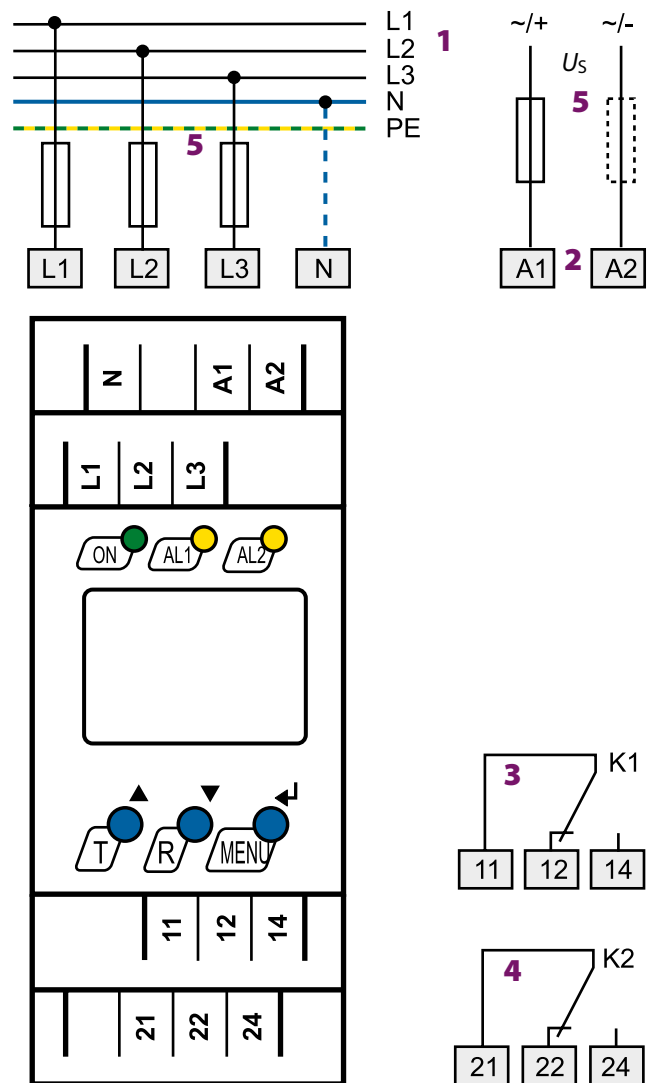 L1
L2
L3
N
PE
1
5
L1 L2 L3 N
~/+ ~/-
US
5
A1 2 A2
N A1 A2
L1 L2 L3
ON AL1 AL2
▲ ▼ ↵
T R MENU
11 12 14
21 22 24
3 K1
11 12 14
4 K2
21 22 24